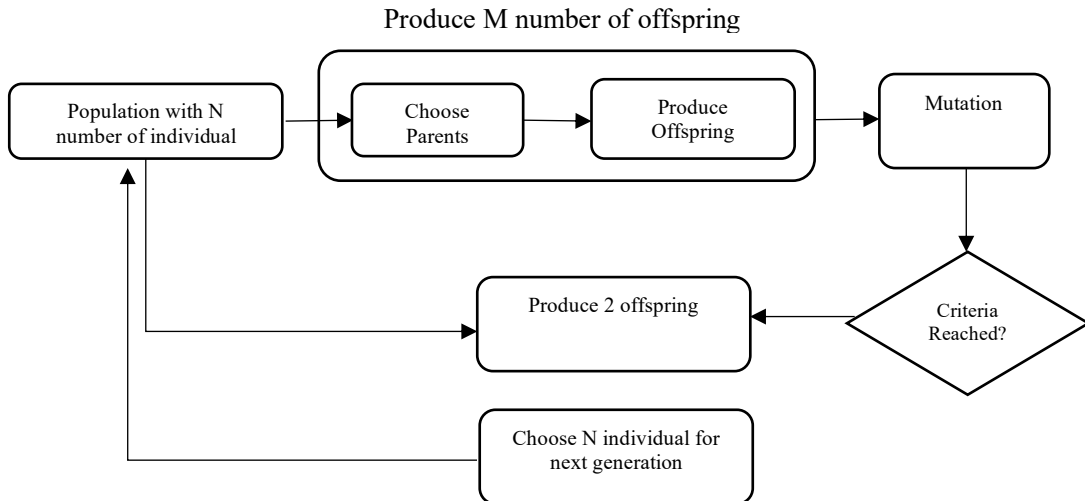 Produce M number of offspring
Population with N
number of individual
Choose
Parents
Produce
Offspring
Mutation
Criteria
Reached?
Produce 2 offspring
Choose N individual for
next generation